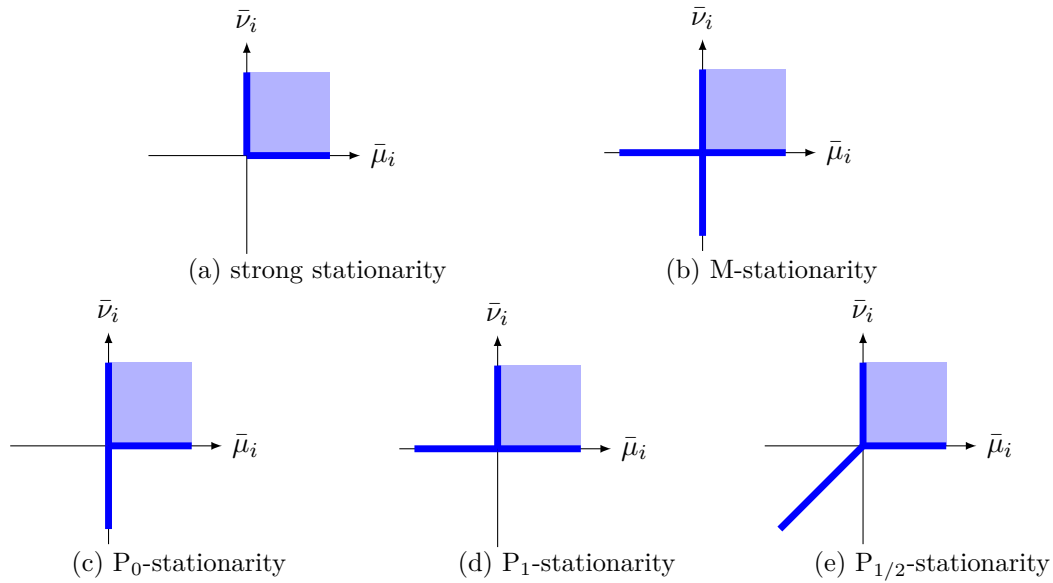 ν̄ᵢ
ν̄ᵢ
μ̄ᵢ
μ̄ᵢ
(a) strong stationarity
(b) M-stationarity
ν̄ᵢ
ν̄ᵢ
ν̄ᵢ
μ̄ᵢ
μ̄ᵢ
μ̄ᵢ
(c) P₀-stationarity
(d) P₁-stationarity
(e) P₁/₂-stationarity